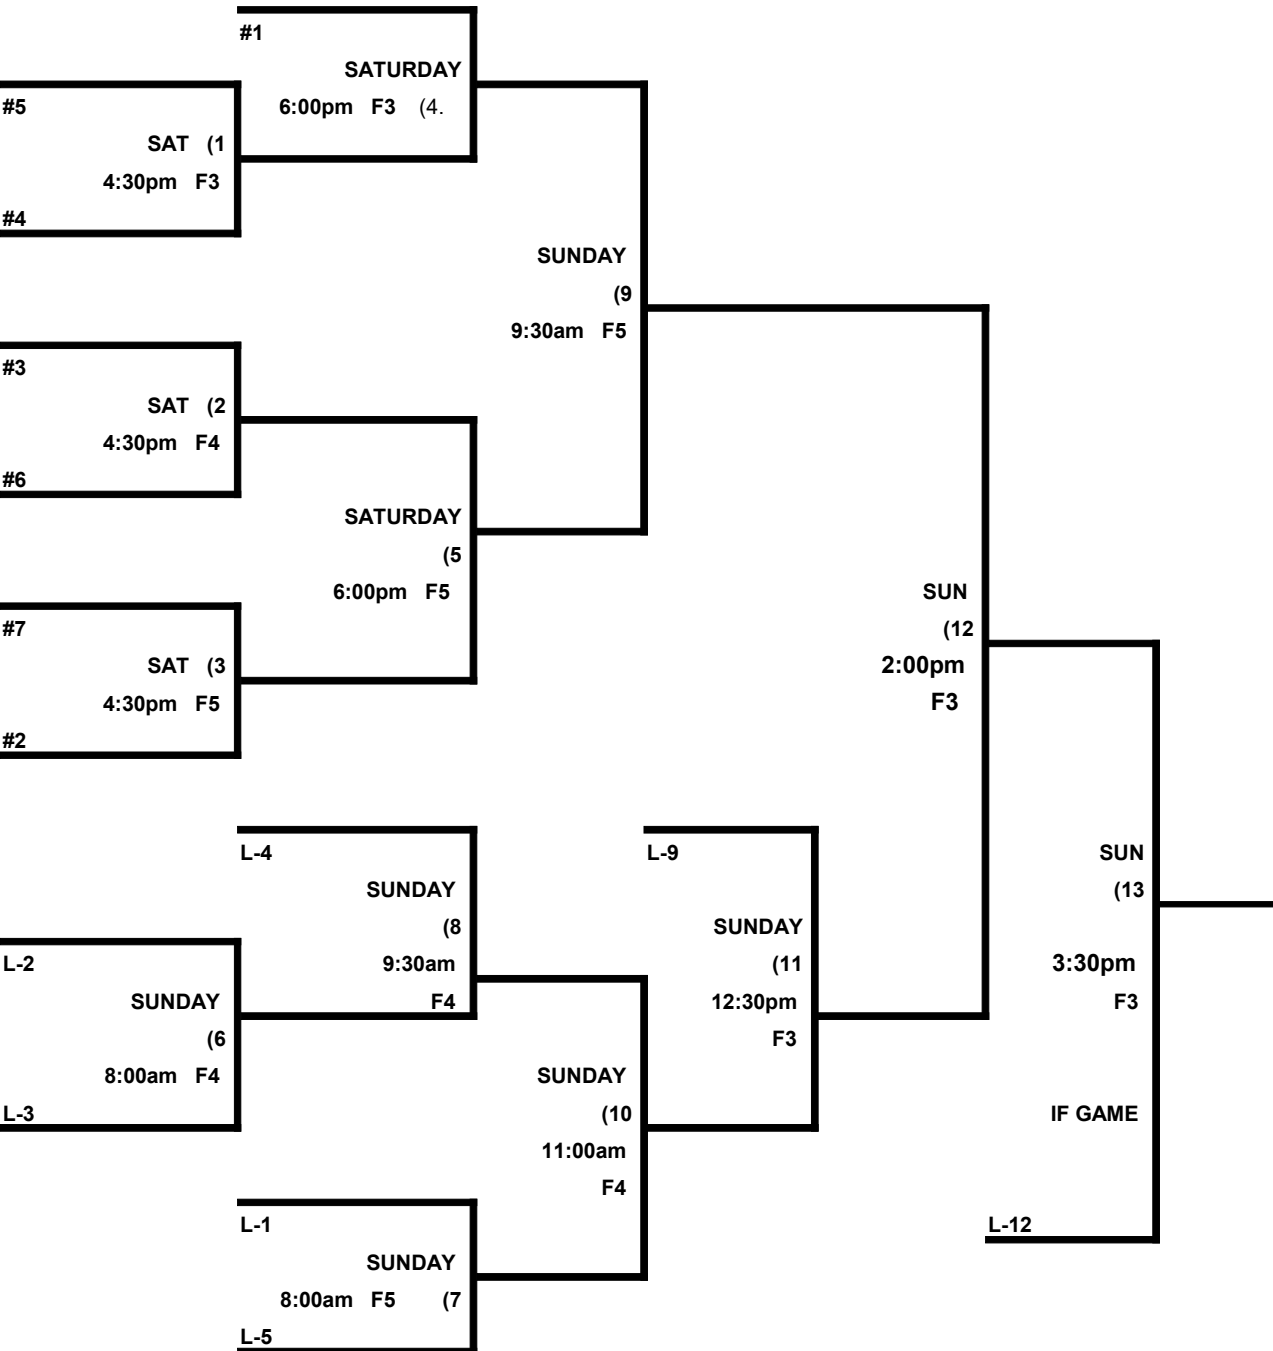 #1
SATURDAY
6:00pm F3 (4.
#5
SAT (1
4:30pm F3
#4
SUNDAY
(9
9:30am F5
#3
SAT (2
4:30pm F4
#6
SATURDAY
(5
6:00pm F5
#7
SAT (3
4:30pm F5
#2
SUN
(12
2:00pm
F3
L-4
SUNDAY
(8
9:30am
F4
L-2
SUNDAY
(6
8:00am F4
L-3
L-9
SUNDAY
(11
12:30pm
F3
SUNDAY
(10
11:00am
F4
L-1
SUNDAY
8:00am F5 (7
L-5
SUN
(13
3:30pm
F3
IF GAME
L-12